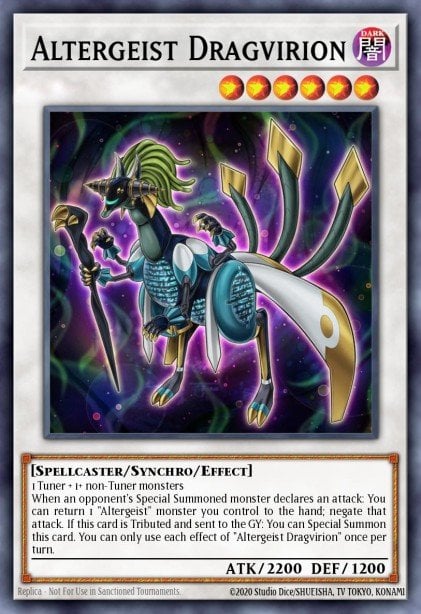 Altergeist Dragvirion
DARK
闇
[Spellcaster/Synchro/Effect]
1 Tuner + 1+ non-Tuner monsters
When an opponent's Special Summoned monster declares an attack: You
can return 1 "Altergeist" monster you control to the hand; negate that
attack. If this card is Tributed and sent to the GY: You can Special Summon
this card. You can only use each effect of "Altergeist Dragvirion" once per
turn.
ATK/2200 DEF/1200
Replica - Not For Use in Sanctioned Tournaments.
©2020 Studio Dice/SHUEISHA, TV TOKYO, KONAMI